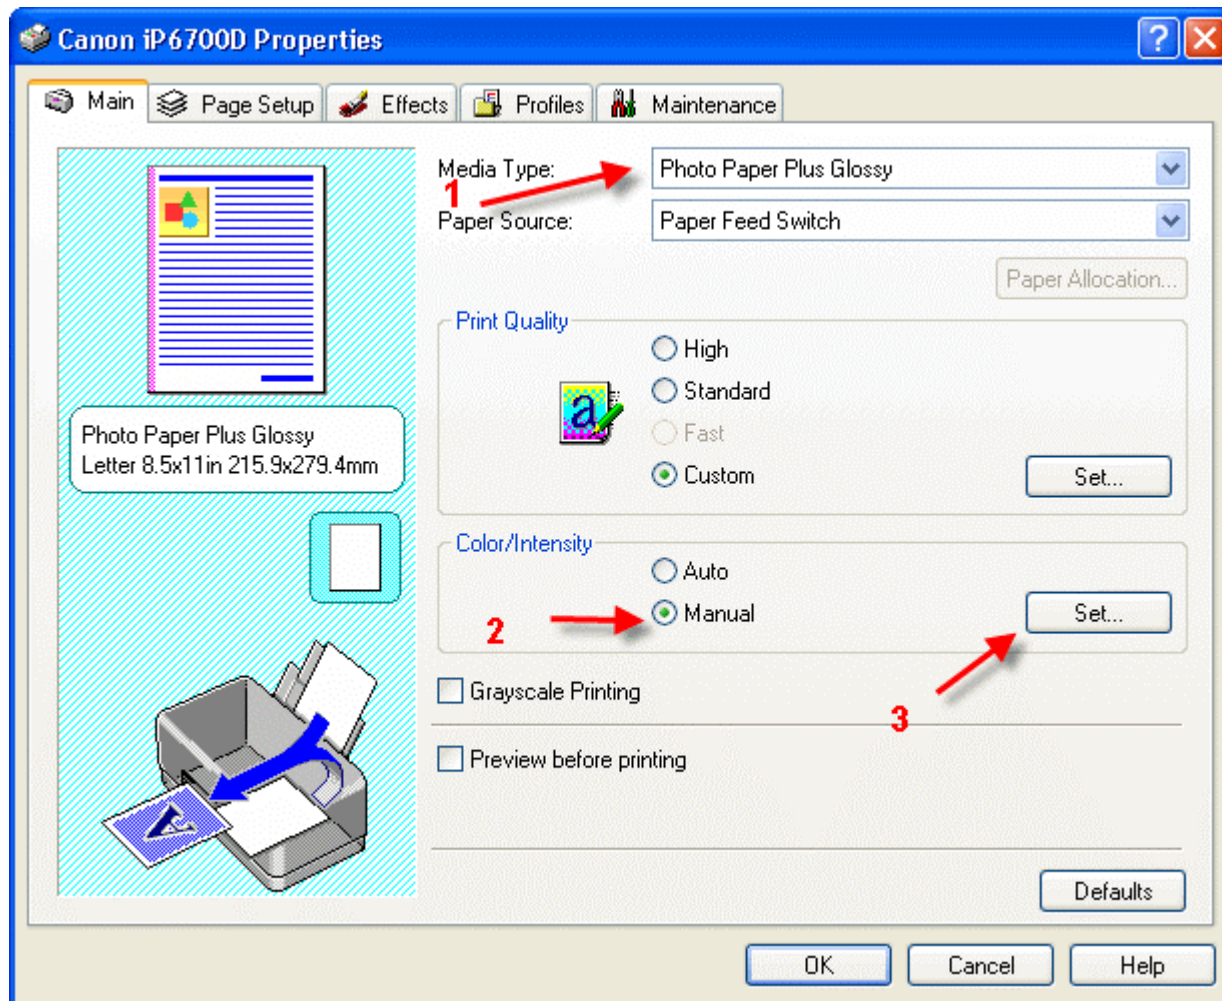 Canon iP6700D Properties
Main Page Setup Effects Profiles Maintenance
Media Type: Photo Paper Plus Glossy
1
Paper Source: Paper Feed Switch
Paper Allocation...
Print Quality
High
Standard
a
Fast
Custom Set...
Photo Paper Plus Glossy
Letter 8.5x11in 215.9x279.4mm
Color/Intensity
Auto
2 Manual Set...
Grayscale Printing
3
Preview before printing
A
Defaults
OK Cancel Help